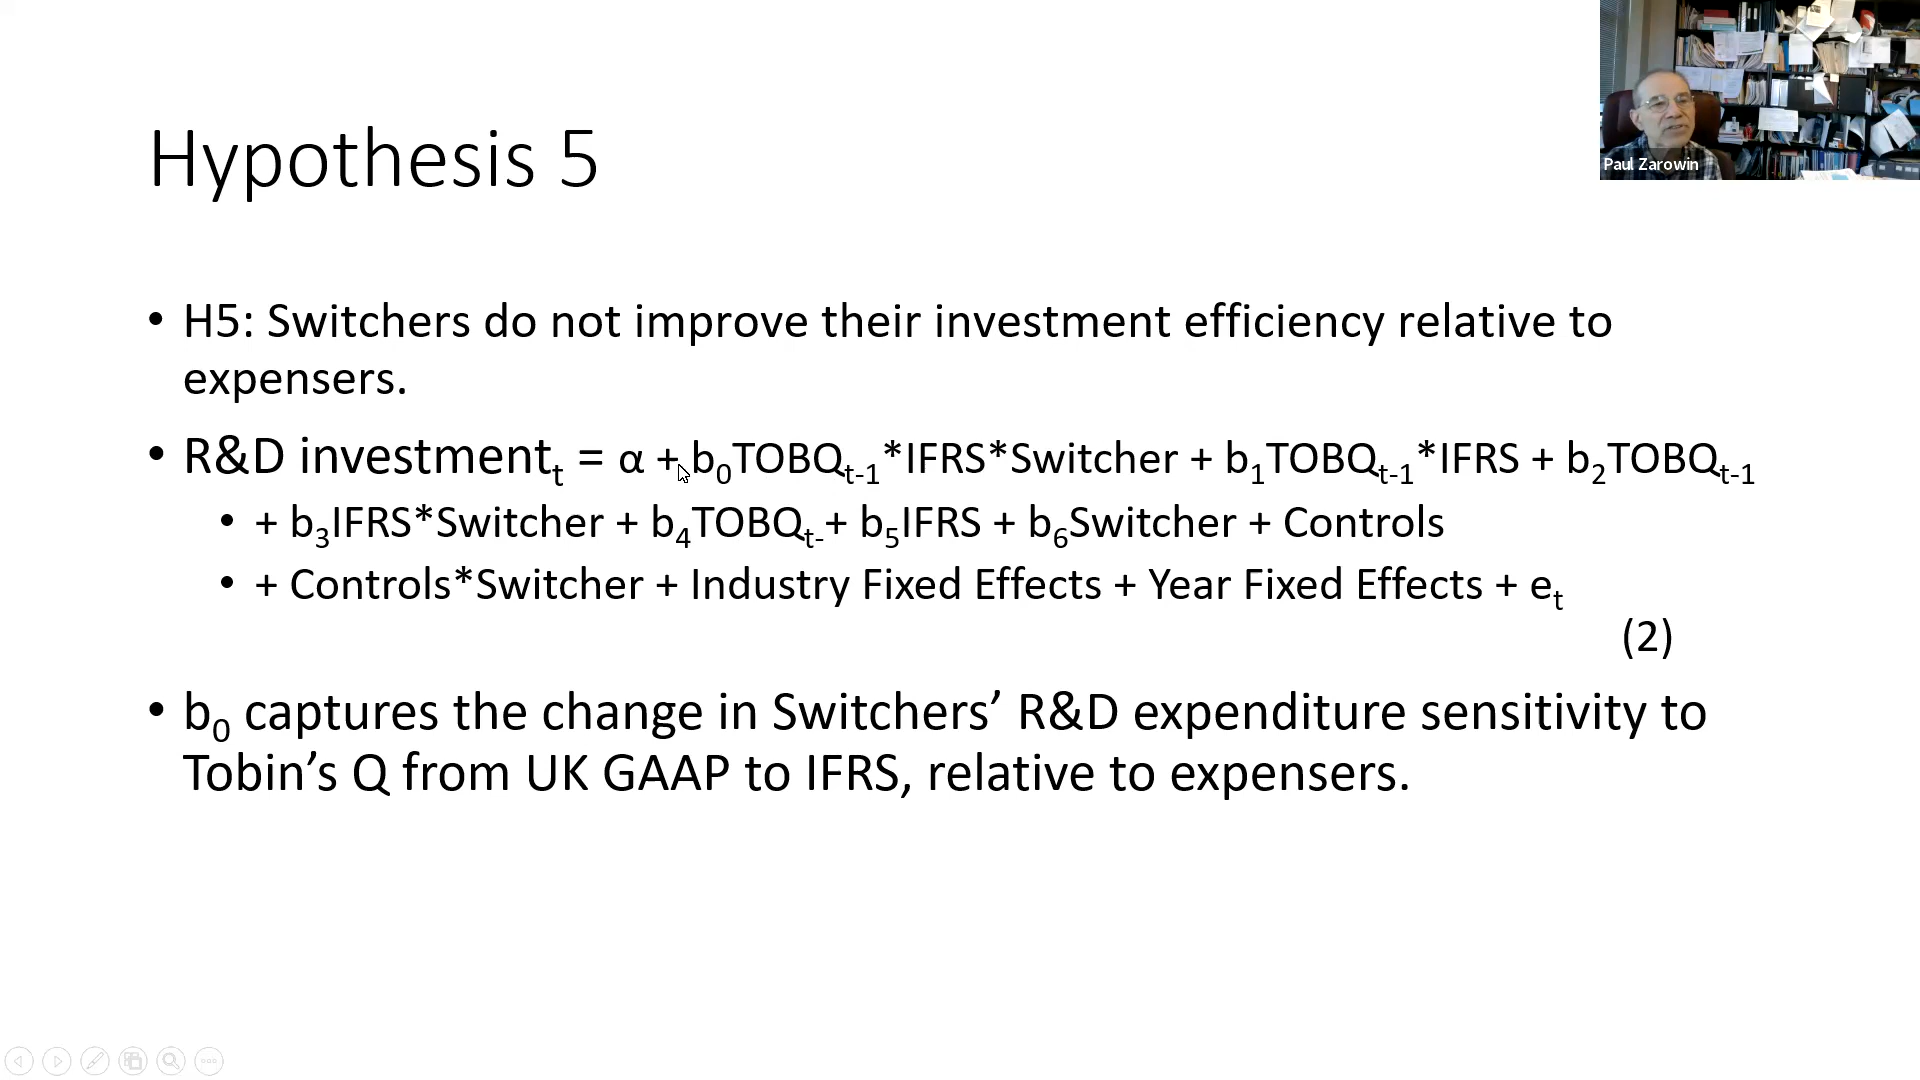 Paul Zarowin
Hypothesis 5
• H5: Switchers do not improve their investment efficiency relative to
expensers.
• R&D investmentₜ = α + b₀TOBQₜ₋₁*IFRS*Switcher + b₁TOBQₜ₋₁*IFRS + b₂TOBQₜ₋₁
• + b₃IFRS*Switcher + b₄TOBQₜ₋+ b₅IFRS + b₆Switcher + Controls
• + Controls*Switcher + Industry Fixed Effects + Year Fixed Effects + eₜ
(2)
• b₀ captures the change in Switchers’ R&D expenditure sensitivity to
Tobin’s Q from UK GAAP to IFRS, relative to expensers.